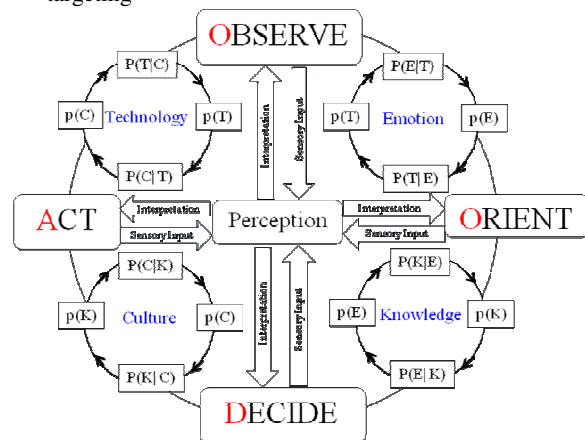 targeting
OBSERVE
P(T|C)
P(E|T)
p(C)
Technology
p(T)
p(T)
Emotion
p(E)
P(C|T)
P(T|E)
Interpretation
Sensory Input
ACT
Interpretation
Sensory Input
Perception
Interpretation
Sensory Input
ORIENT
P(C|K)
P(K|E)
p(K)
Culture
p(C)
Interpretation
Sensory Input
p(E)
Knowledge
p(K)
P(K|C)
P(E|K)
DECIDE